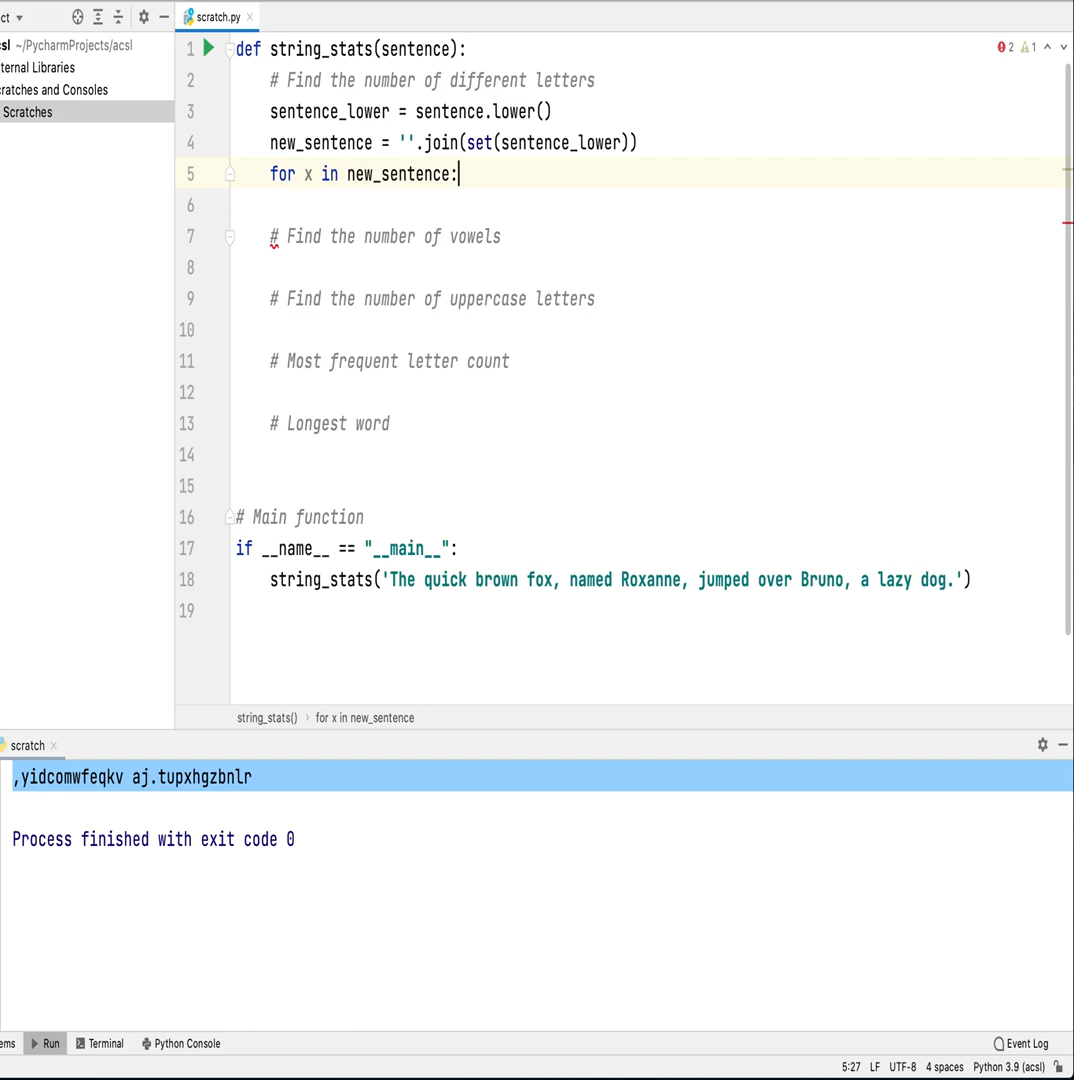 ct
scratch.py
sl ~/PycharmProjects/acsl
ternal Libraries
ratches and Consoles
Scratches
2 1
1 def string_stats(sentence):
2 # Find the number of different letters
3 sentence_lower = sentence.lower()
4 new_sentence = ''.join(set(sentence_lower))
5 for x in new_sentence:
6
7 # Find the number of vowels
8
9 # Find the number of uppercase letters
10
11 # Most frequent letter count
12
13 # Longest word
14
15
16 # Main function
17 if __name__ == "__main__":
18 string_stats('The quick brown fox, named Roxanne, jumped over Bruno, a lazy dog.')
19
string_stats() › for x in new_sentence
scratch
,yidcomwfeqkv aj.tupxhgzbnlr
Process finished with exit code 0
ems Run Terminal Python Console Event Log
5:27 LF UTF-8 4 spaces Python 3.9 (acsl)